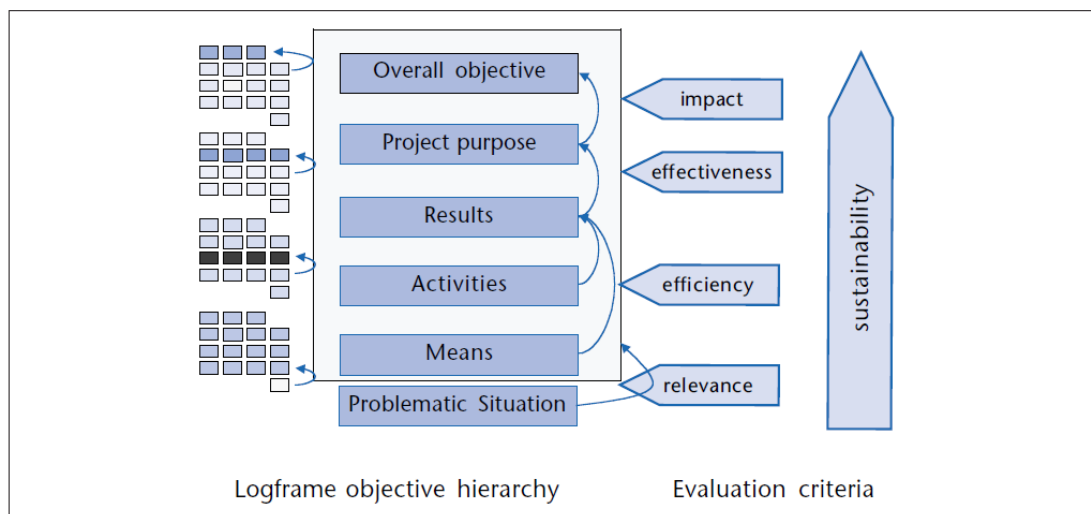 Overall objective
impact
Project purpose
effectiveness
Results
Activities
efficiency
Means
relevance
Problematic Situation
sustainability
Logframe objective hierarchy
Evaluation criteria